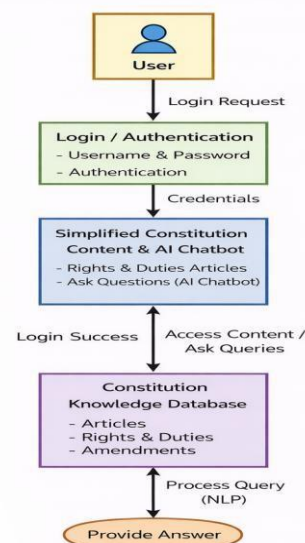 User
Login Request
Login / Authentication
- Username & Password
- Authentication
Credentials
Simplified Constitution
Content & AI Chatbot
- Rights & Duties Articles
- Ask Questions (AI Chatbot)
Login Success
Access Content /
Ask Queries
Constitution
Knowledge Database
- Articles
- Rights & Duties
- Amendments
Process Query
(NLP)
Provide Answer